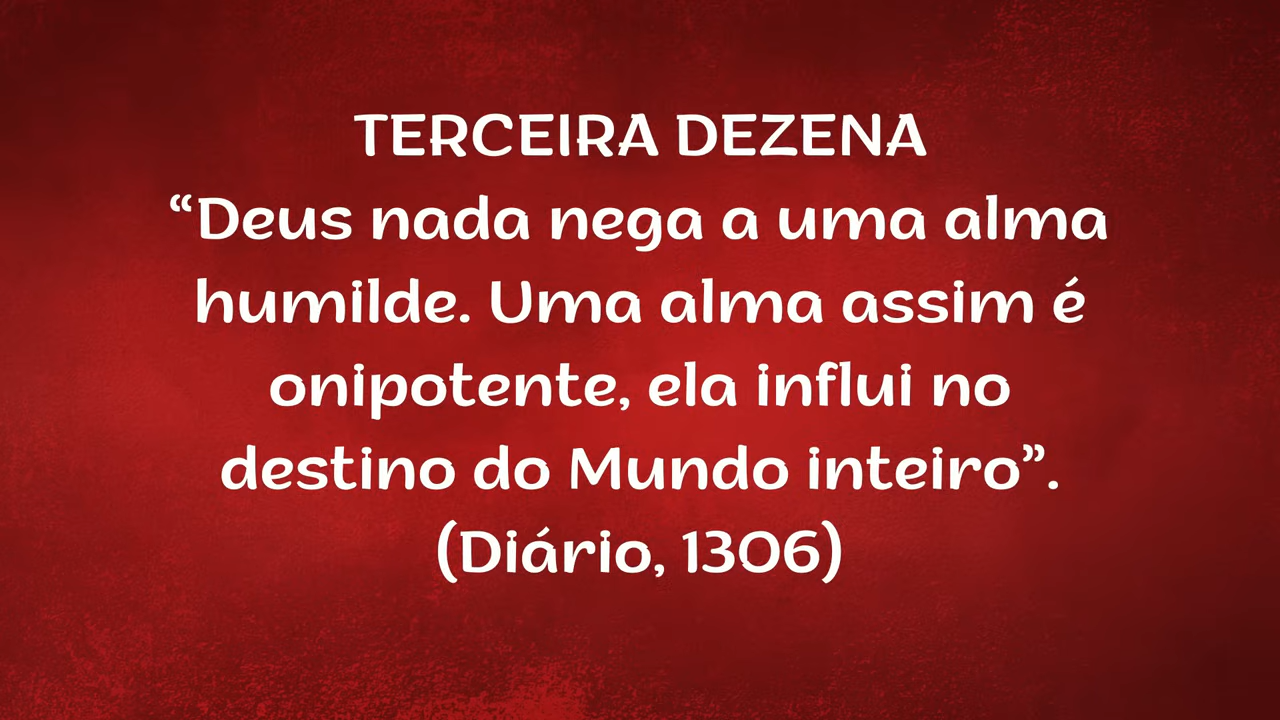 TERCEIRA DEZENA
“Deus nada nega a uma alma
humilde. Uma alma assim é
onipotente, ela influi no
destino do Mundo inteiro”.
(Diário, 1306)